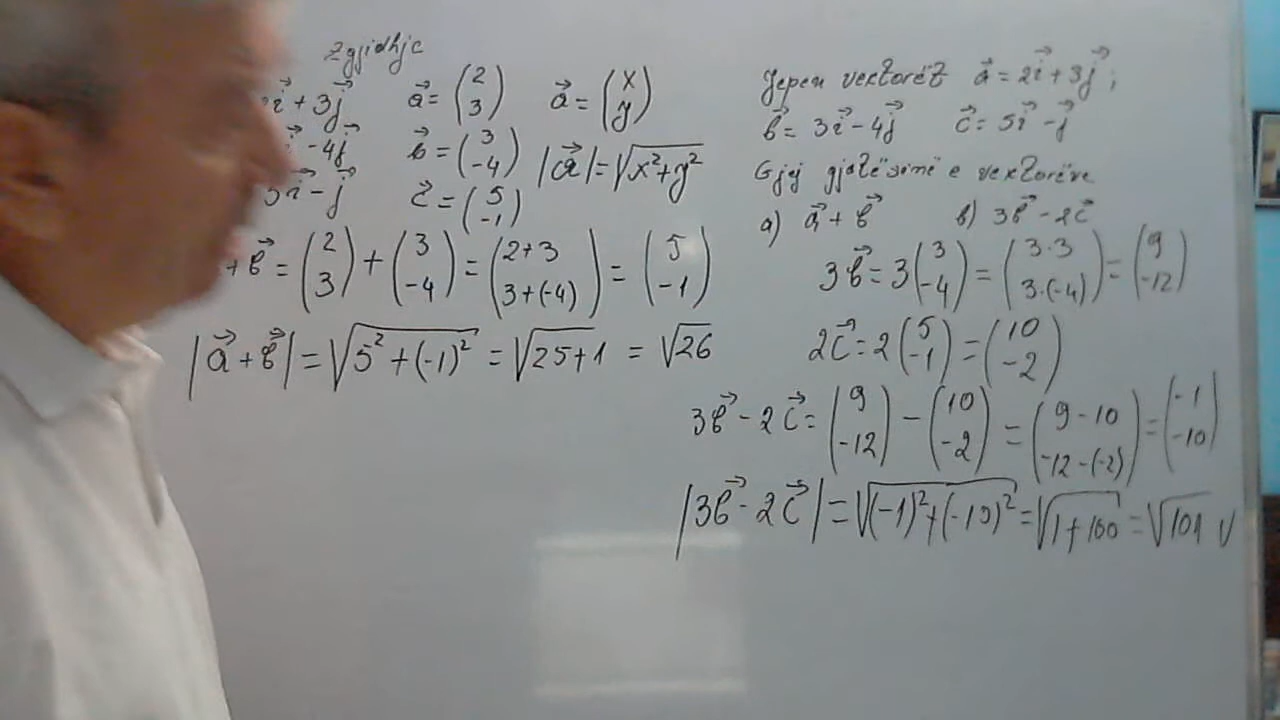 Zgjidhje
i⃗ + 3j⃗ a⃗ = (2 3) a⃗ = (x y)
i⃗ - 4j⃗ b⃗ = (3 -4) |a⃗| = √x²+y²
5i⃗ - j⃗ c⃗ = (5 -1)
+ b⃗ = (2 3) + (3 -4) = (2+3 3+(-4)) = (5 -1)
|a⃗ + b⃗| = √5² + (-1)² = √25+1 = √26
Jepen vektorët a⃗ = 2i⃗ + 3j⃗ ;
b⃗ = 3i⃗ - 4j⃗ c⃗ = 5i⃗ - j⃗
Gjej gjatësinë e vektorëve
a) a⃗ + b⃗ b) 3b⃗ - 2c⃗
3b⃗ = 3(3 -4) = (3·3 3·(-4)) = (9 -12)
2c⃗ = 2(5 -1) = (10 -2)
3b⃗ - 2c⃗ = (9 -12) - (10 -2) = (9-10 -12-(-2)) = (-1 -10)
|3b⃗ - 2c⃗| = √(-1)²+(-10)² = √1+100 = √101 √